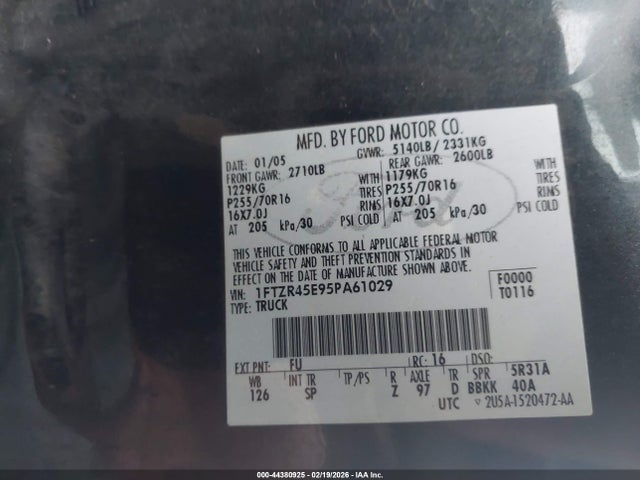 MFD. BY FORD MOTOR CO.
DATE: 01/05 GVWR: 5140LB/ 2331KG
FRONT GAWR: 2710LB REAR GAWR: 2600LB
1229KG WITH 1179KG WITH
P255/70R16 TIRES P255/70R16 TIRES
16X7.0J RIMS 16X7.0J RIMS
AT 205 kPa/30 PSI COLD AT 205 kPa/30 PSI COLD
Ford
THIS VEHICLE CONFORMS TO ALL APPLICABLE FEDERAL MOTOR
VEHICLE SAFETY AND THEFT PREVENTION STANDARDS IN
EFFECT ON THE DATE OF MANUFACTURE SHOWN ABOVE.
VIN: 1FTZR45E95PA61029 F0000
TYPE: TRUCK T0116
EXT PNT: FU RC: 16 DSO:
WB INT TR TP/PS R AXLE TR SPR 5R31A
126 SP Z 97 D BBKK 40A
UTC ▽ 2U5A-1520472-AA
000-44380925 - 02/19/2026 - IAA Inc.